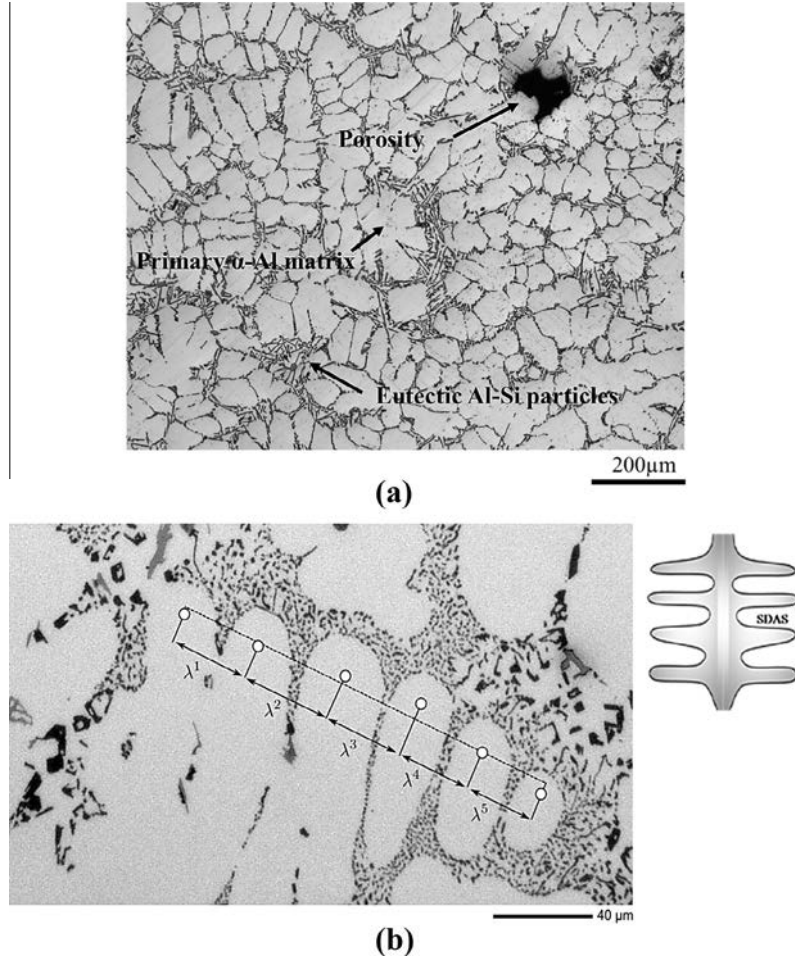 Porosity
Primary α-Al matrix
Eutectic Al-Si particles
200µm
(a)
λ1
λ2
λ3
λ4
λ5
SDAS
40 µm
(b)